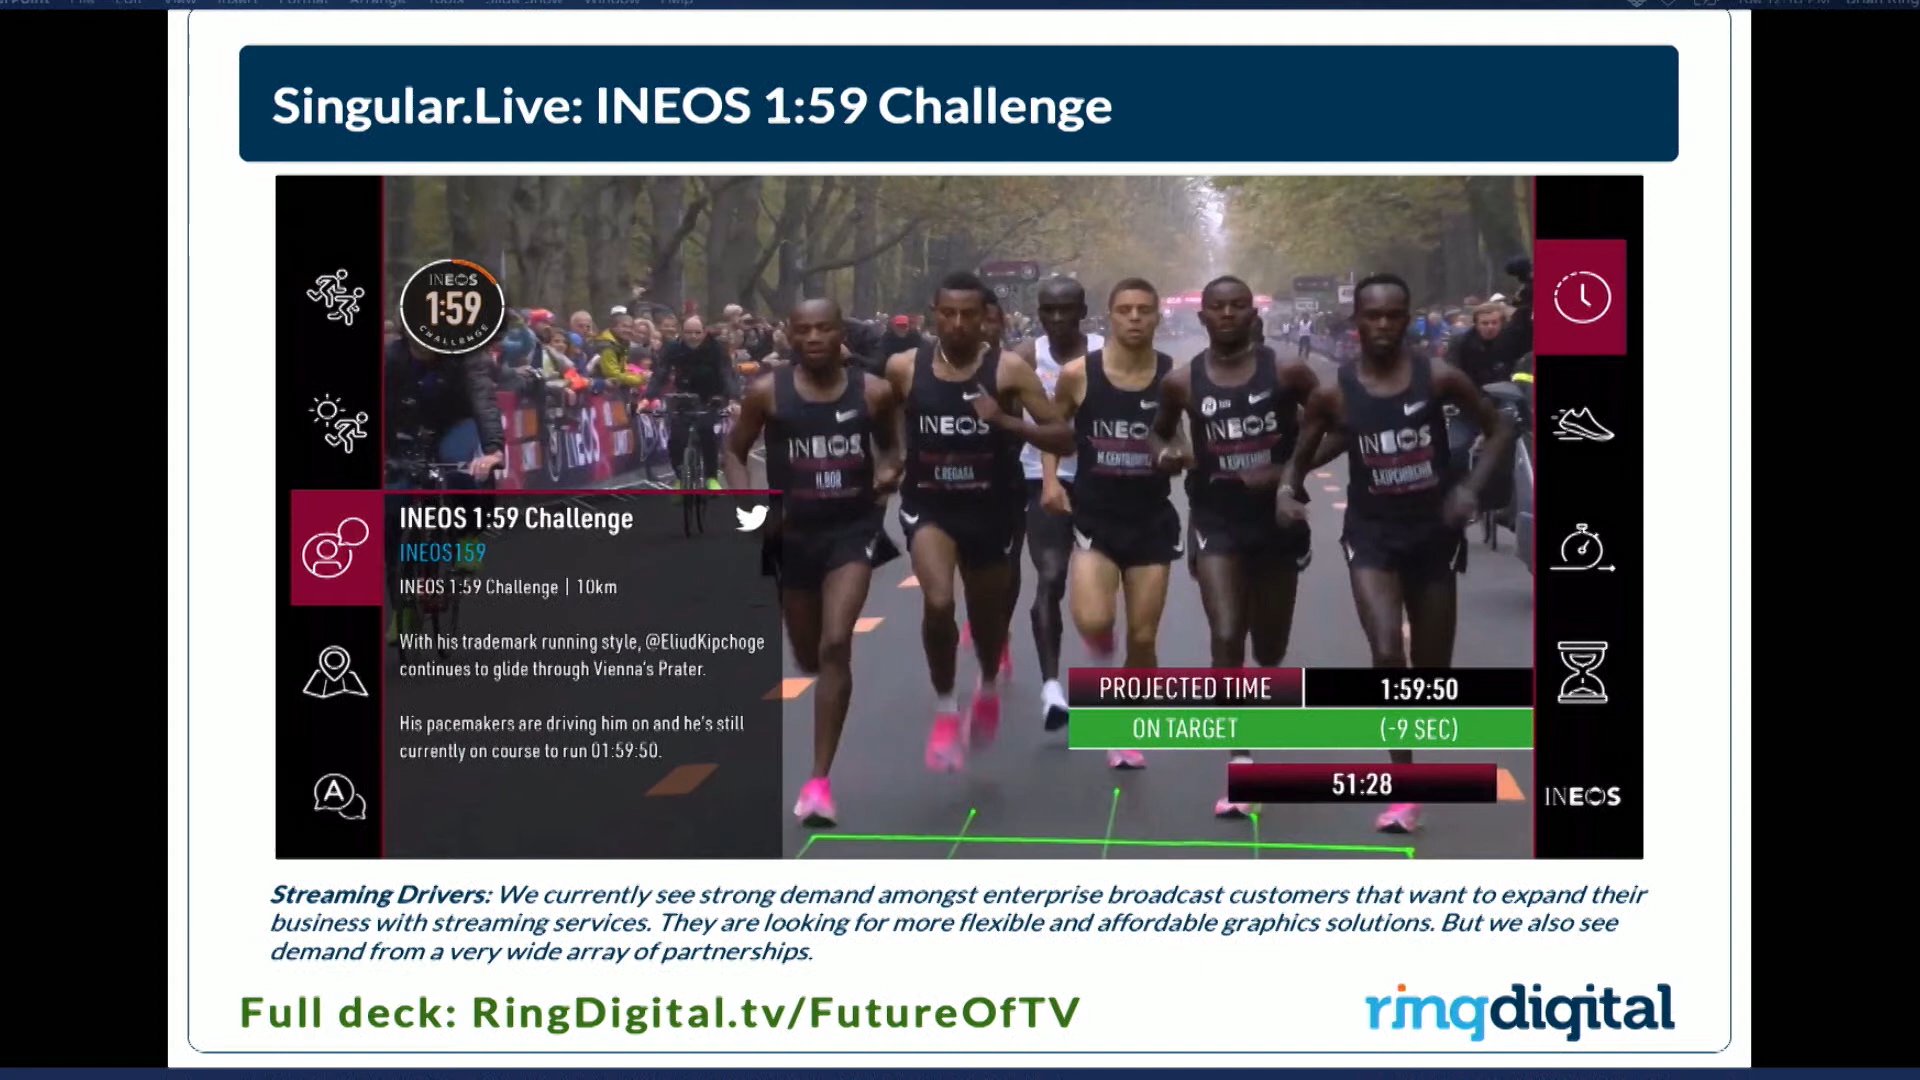 Singular.Live: INEOS 1:59 Challenge
INEOS
1:59
CHALLENGE
INEOS
H.BOR
INEOS
C.BEGARA
INEOS
INEOS
INEOS
INEOS 1:59 Challenge
INEOS159
INEOS 1:59 Challenge | 10km
With his trademark running style, @EliudKipchoge
continues to glide through Vienna's Prater.
His pacemakers are driving him on and he's still
currently on course to run 01:59:50.
A
PROJECTED TIME 1:59:50
ON TARGET (-9 SEC)
51:28
INEOS
Streaming Drivers: We currently see strong demand amongst enterprise broadcast customers that want to expand their
business with streaming services. They are looking for more flexible and affordable graphics solutions. But we also see
demand from a very wide array of partnerships.
Full deck: RingDigital.tv/FutureOfTV
ringdigital